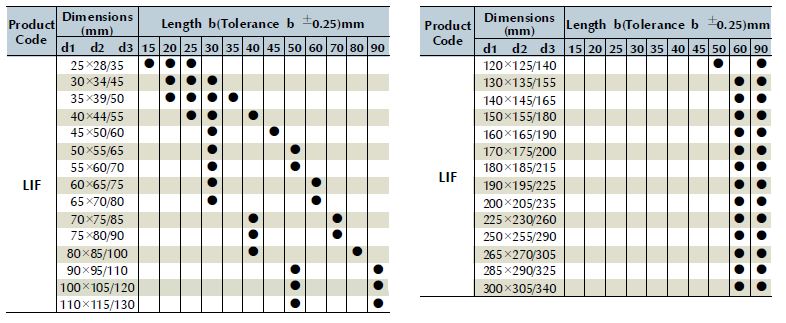 Product Code Dimensions (mm) Length b(Tolerance b ±0.25)mm
d1 d2 d3 15 20 25 30 35 40 45 50 60 70 80 90
25×28/35 ● ● ●
30×34/45 ● ● ●
35×39/50 ● ● ● ●
40×44/55 ● ● ●
45×50/60 ● ●
50×55/65 ● ●
55×60/70 ● ●
LIF 60×65/75 ● ●
65×70/80 ● ●
70×75/85 ● ●
75×80/90 ● ●
80×85/100 ● ●
90×95/110 ● ●
100×105/120 ● ●
110×115/130 ● ●
Product Code Dimensions (mm) Length b(Tolerance b ±0.25)mm
d1 d2 d3 15 20 25 30 35 40 45 50 60 90
120×125/140 ● ●
130×135/155 ● ●
140×145/165 ● ●
150×155/180 ● ●
160×165/190 ● ●
170×175/200 ● ●
LIF 180×185/215 ● ●
190×195/225 ● ●
200×205/235 ● ●
225×230/260 ● ●
250×255/290 ● ●
265×270/305 ● ●
285×290/325 ● ●
300×305/340 ● ●